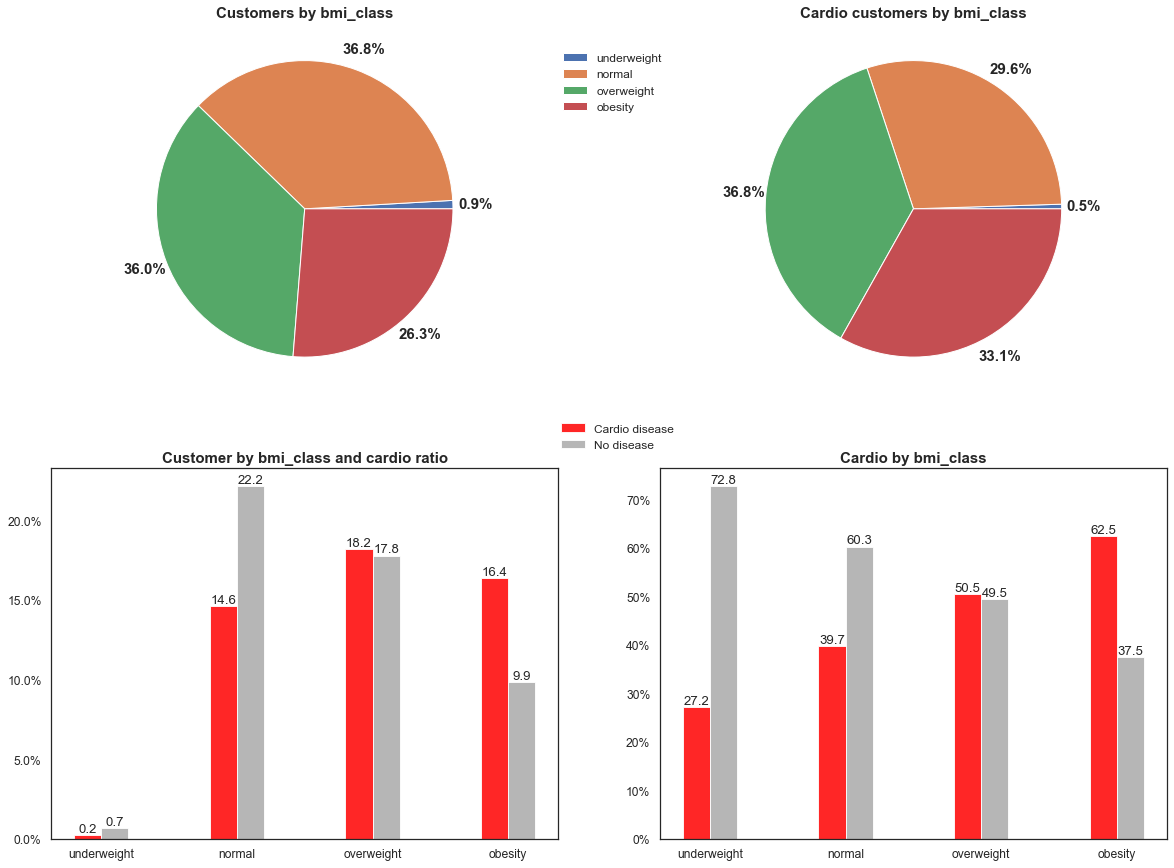 Customers by bmi_class
36.8%
0.9%
36.0%
26.3%
underweight
normal
overweight
obesity
Cardio customers by bmi_class
29.6%
36.8%
0.5%
33.1%
Cardio disease
No disease
Customer by bmi_class and cardio ratio
20.0%
15.0%
10.0%
5.0%
0.0%
0.2
0.7
14.6
22.2
18.2
17.8
16.4
9.9
underweight
normal
overweight
obesity
Cardio by bmi_class
70%
60%
50%
40%
30%
20%
10%
0%
27.2
72.8
39.7
60.3
50.5
49.5
62.5
37.5
underweight
normal
overweight
obesity